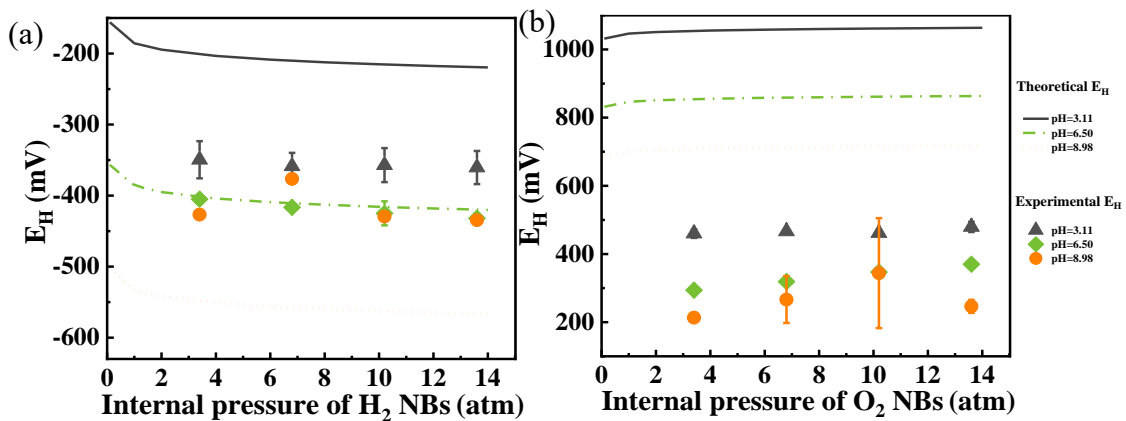 (a)
-200
-300
-400
-500
-600
E_H (mV)
0 2 4 6 8 10 12 14
Internal pressure of H₂ NBs (atm)
(b)
1000
800
600
400
200
E_H (mV)
0 2 4 6 8 10 12 14
Internal pressure of O₂ NBs (atm)
Theoretical E_H
pH=3.11
pH=6.50
pH=8.98
Experimental E_H
pH=3.11
pH=6.50
pH=8.98